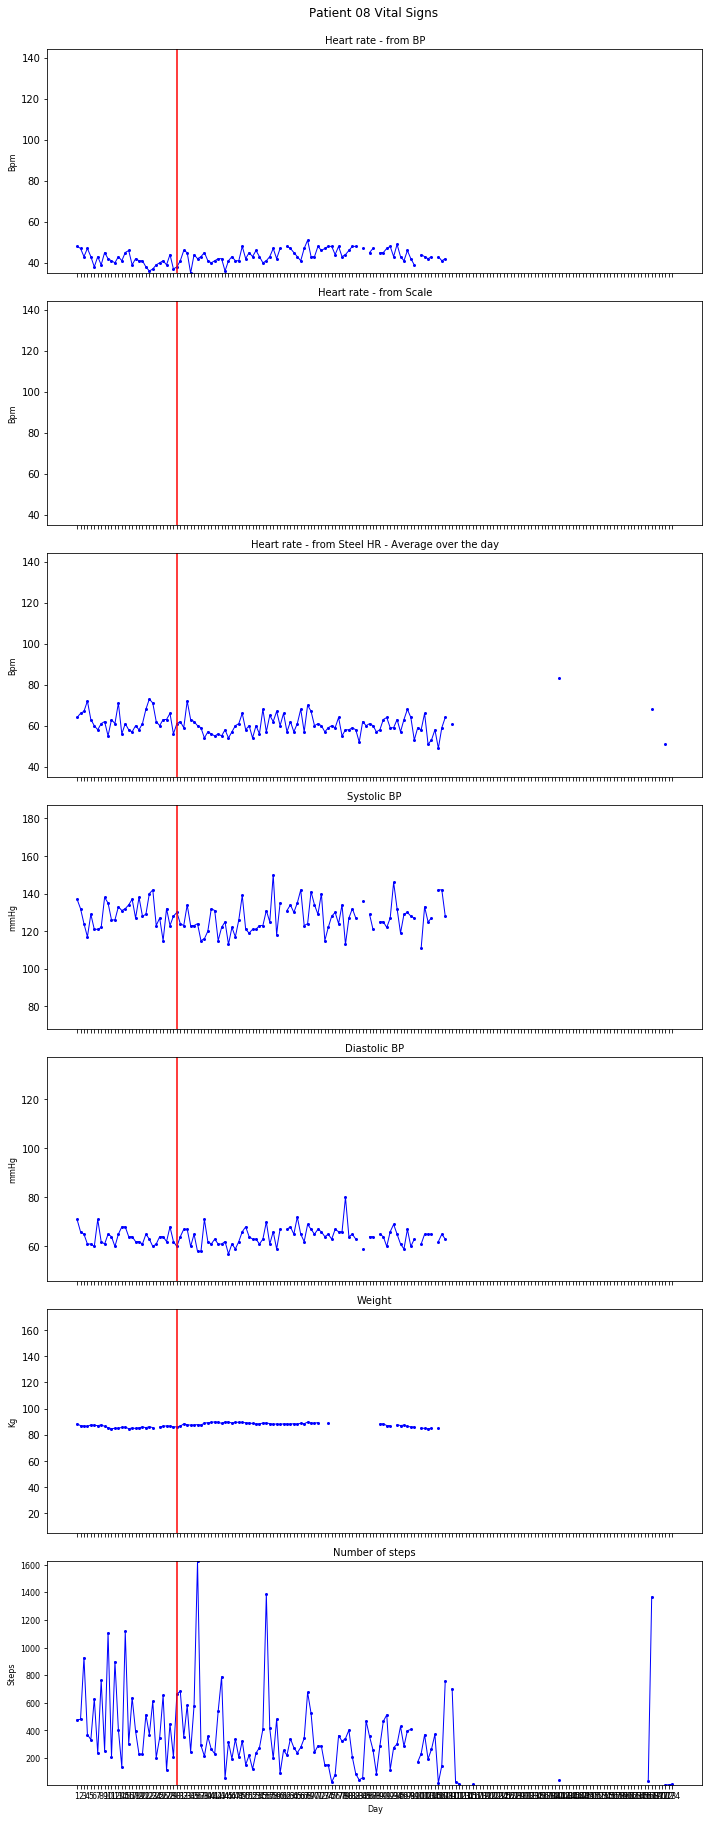 Patient 08 Vital Signs
Heart rate - from BP
140
120
100
80
60
40
Bpm
Heart rate - from Scale
140
120
100
80
60
40
Bpm
Heart rate - from Steel HR - Average over the day
140
120
100
80
60
40
Bpm
Systolic BP
180
160
140
120
100
80
mmHg
Diastolic BP
120
100
80
60
mmHg
Weight
160
140
120
100
80
60
40
20
Kg
Number of steps
1600
1400
1200
1000
800
600
400
200
Steps
Day